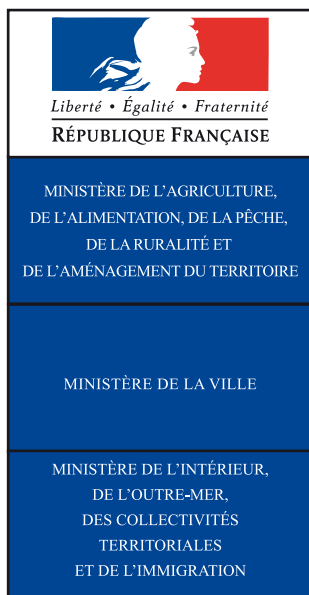 Liberté • Égalité • Fraternité
RÉPUBLIQUE FRANÇAISE
MINISTÈRE DE L'AGRICULTURE,
DE L'ALIMENTATION, DE LA PÊCHE,
DE LA RURALITÉ ET
DE L'AMÉNAGEMENT DU TERRITOIRE
MINISTÈRE DE LA VILLE
MINISTÈRE DE L'INTÉRIEUR,
DE L'OUTRE-MER,
DES COLLECTIVITÉS
TERRITORIALES
ET DE L'IMMIGRATION